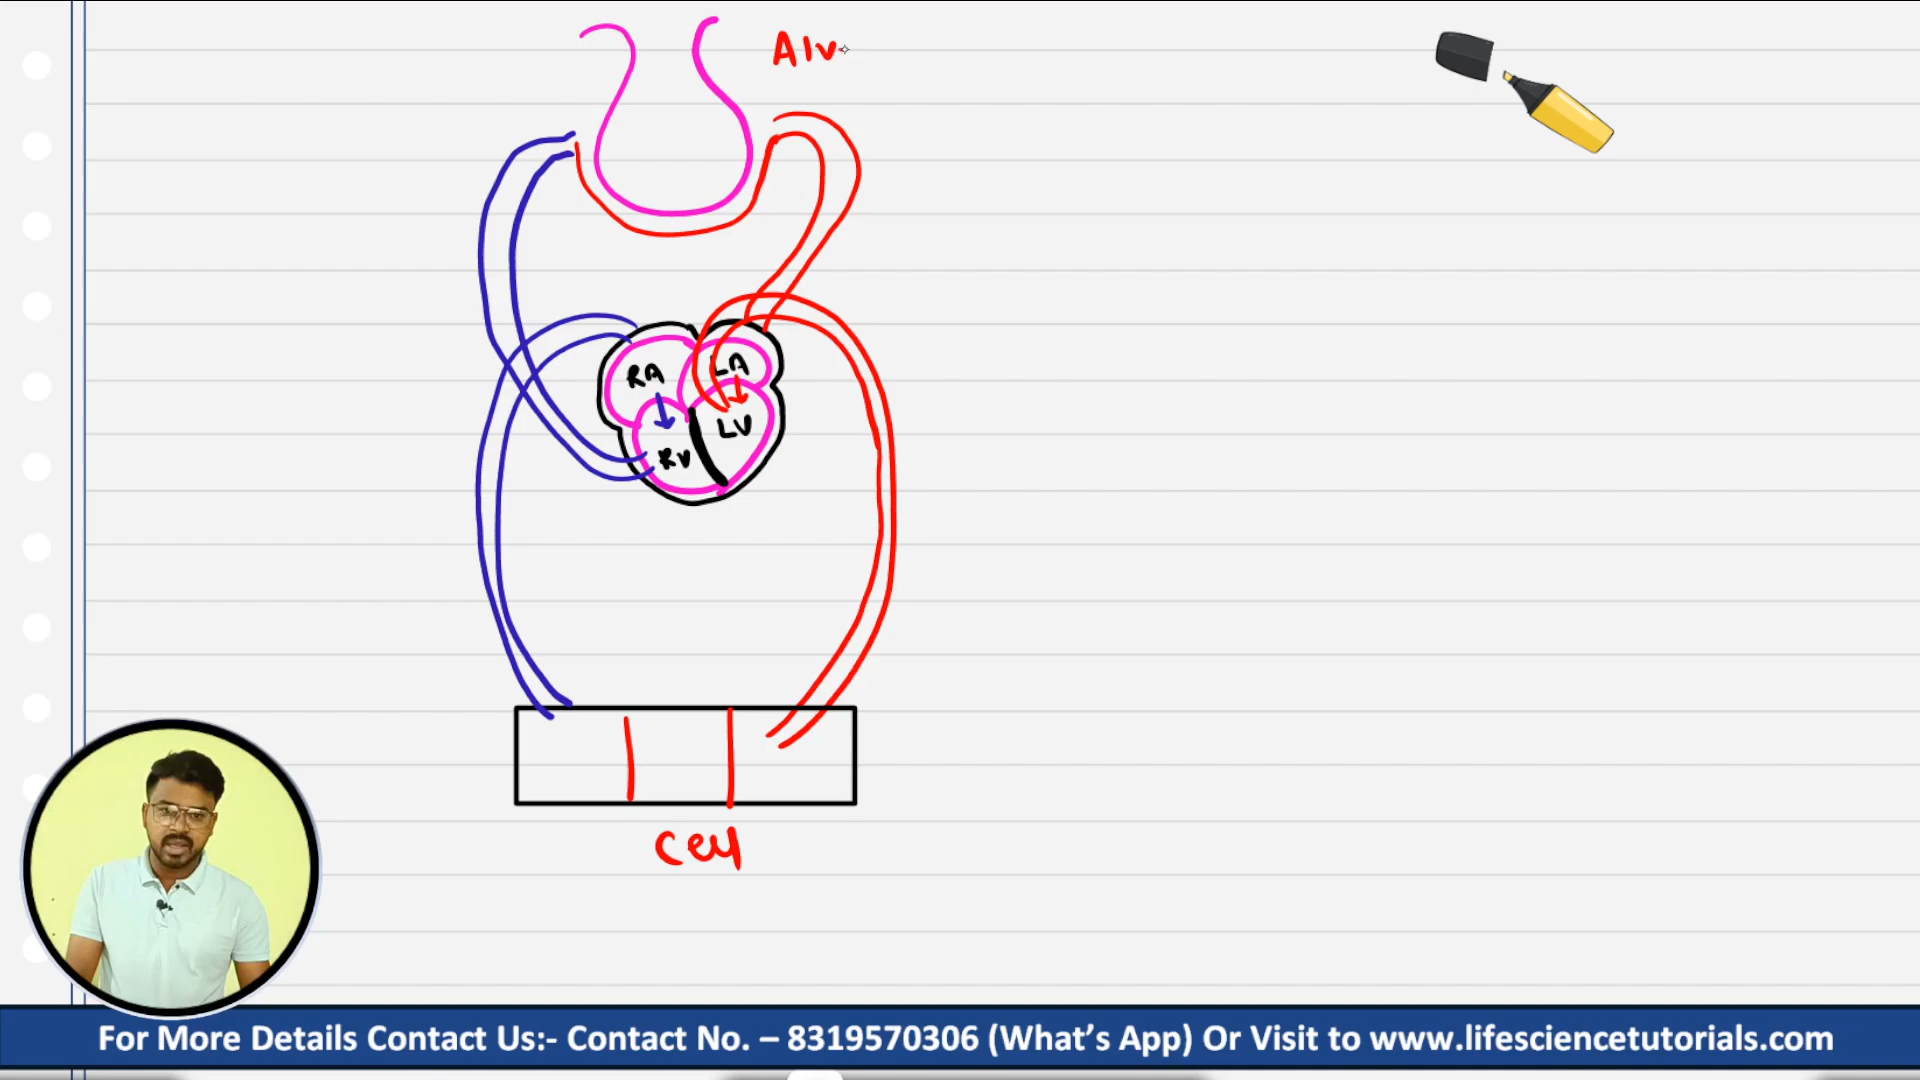 Alv
RA
LA
LV
RV
Cell
For More Details Contact Us:- Contact No. – 8319570306 (What’s App) Or Visit to www.lifesciencetutorials.com